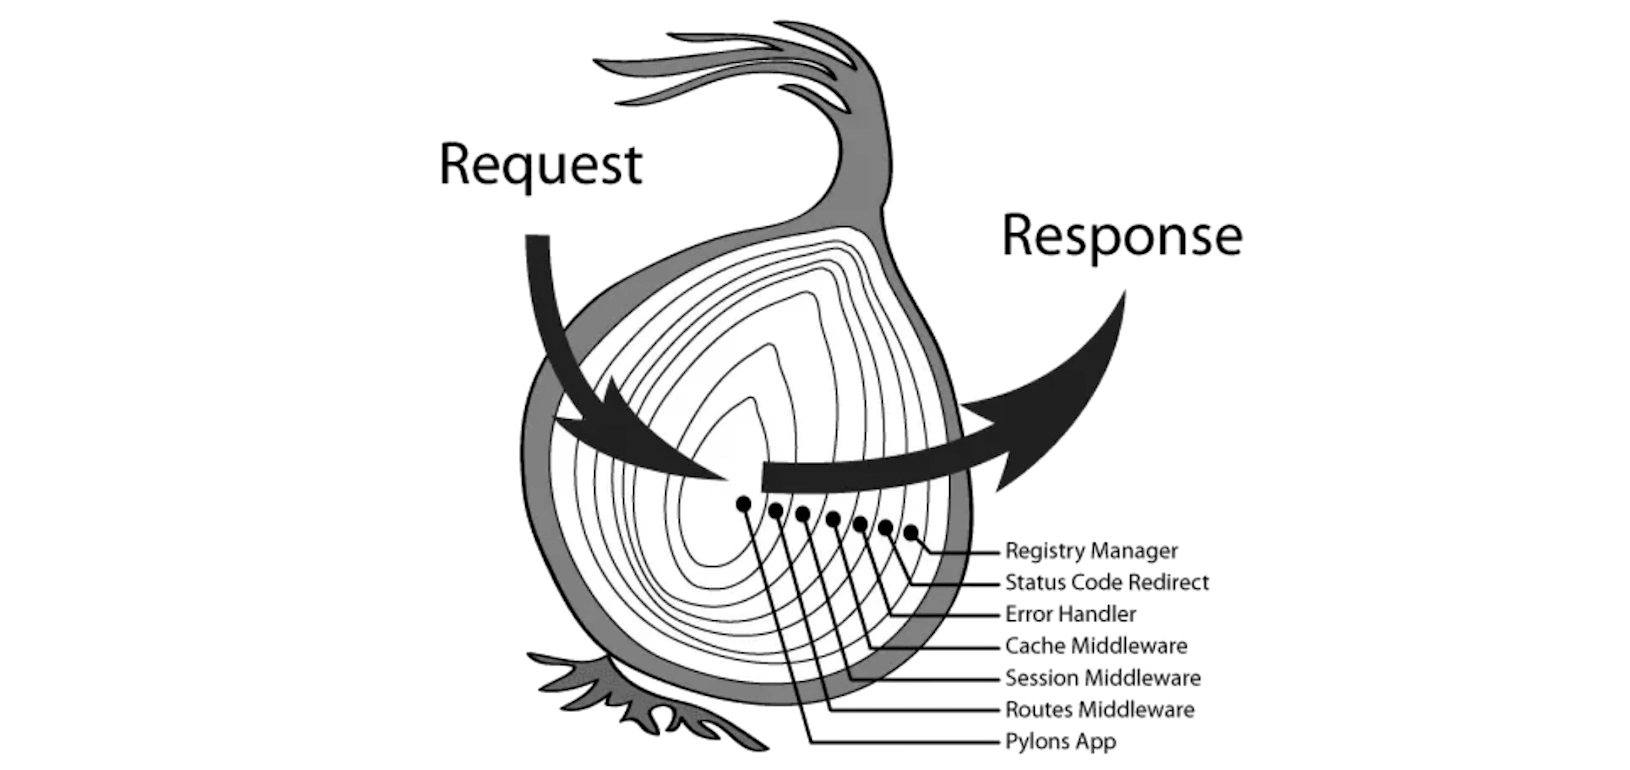 Request
Response
Registry Manager
Status Code Redirect
Error Handler
Cache Middleware
Session Middleware
Routes Middleware
Pylons App